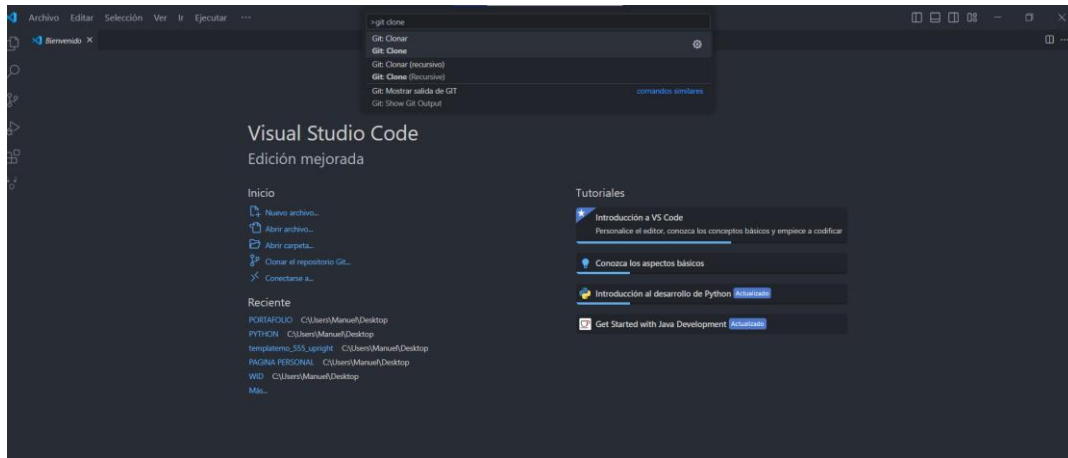 Archivo Editar Selección Ver Ir Ejecutar ···
>git clone
Bienvenido
Git: Clonar
Git: Clone
Git: Clonar (recursivo)
Git: Clone (Recursive)
Git: Mostrar salida de GIT comandos similares
Git: Show Git Output
Visual Studio Code
Edición mejorada
Inicio
Nuevo archivo...
Abrir archivo...
Abrir carpeta...
Clonar el repositorio Git...
Conectarse a...
Reciente
PORTAFOLIO C:\Users\Manuel\Desktop
PYTHON C:\Users\Manuel\Desktop
templatemo_555_upright C:\Users\Manuel\Desktop
PAGINA PERSONAL C:\Users\Manuel\Desktop
WID C:\Users\Manuel\Desktop
Más...
Tutoriales
Introducción a VS Code
Personalice el editor, conozca los conceptos básicos y empiece a codificar
Conozca los aspectos básicos
Introducción al desarrollo de Python Actualizado
Get Started with Java Development Actualizado